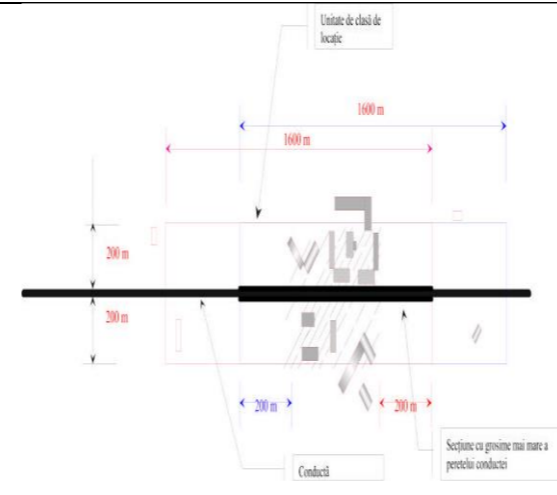 Unitate de clasă de
locație
1600 m
1600 m
200 m
200 m
200 m
200 m
Secțiune cu grosime mai mare a
peretelui conductei
Conductă